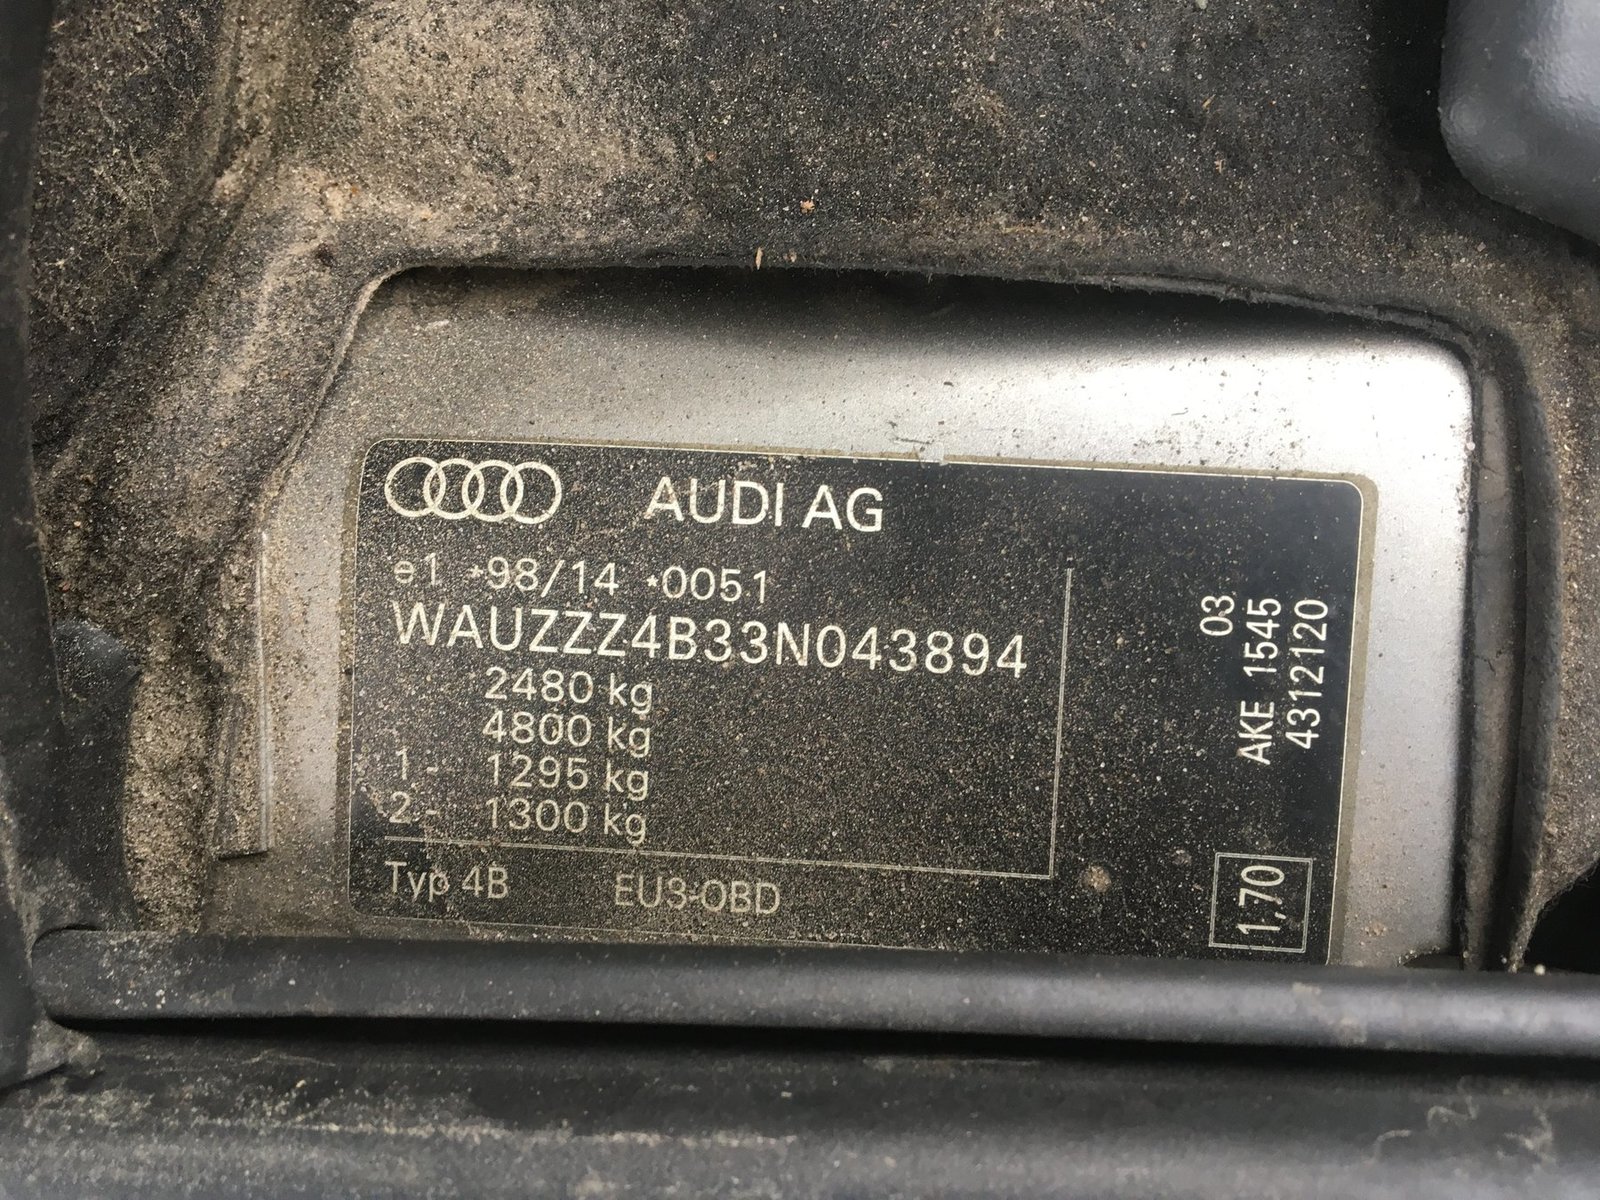 AUDI AG
e1 *98/14 *0051
WAUZZZ4B33N043894
2480 kg
4800 kg
1- 1295 kg
2- 1300 kg
Typ 4B EU3-OBD
03
AKE 1545
4312120
1,70